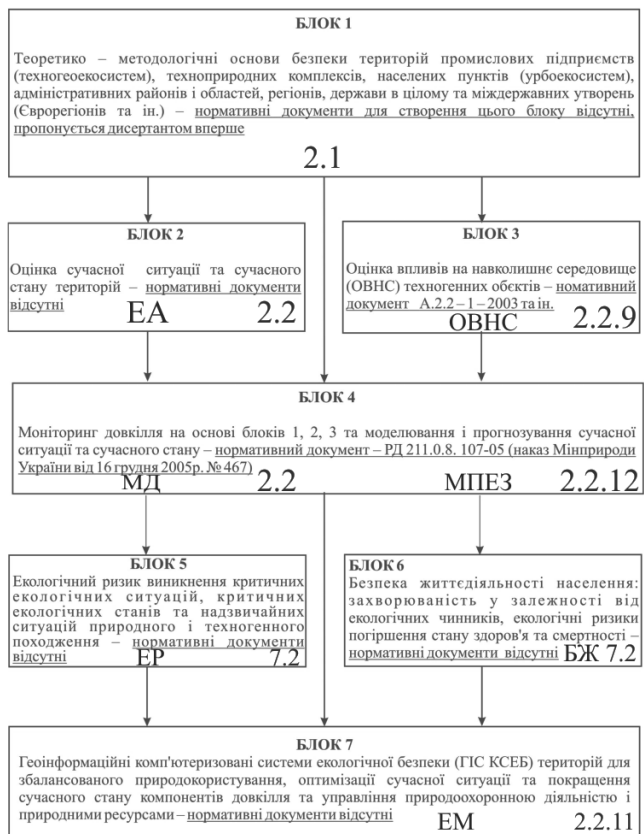 БЛОК 1
Теоретико – методологічні основи безпеки територій промислових підприємств
(техногеоекосистем), техноприродних комплексів, населених пунктів (урбоекосистем),
адміністративних районів і областей, регіонів, держави в цілому та міждержавних утворень
(Єврорегіонів та ін.) – нормативні документи для створення цього блоку відсутні,
пропонується дисертантом вперше
2.1
БЛОК 2
Оцінка сучасної ситуації та сучасного
стану територій – нормативні документи
відсутні
ЕА 2.2
БЛОК 3
Оцінка впливів на навколишнє середовище
(ОВНС) техногенних обєктів – номативний
документ А.2.2 – 1 – 2003 та ін.
ОВНС 2.2.9
БЛОК 4
Моніторинг довкілля на основі блоків 1, 2, 3 та моделювання і прогнозування сучасної
ситуації та сучасного стану – нормативний документ – РД 211.0.8. 107-05 (наказ Мінприроди
України від 16 грудня 2005р. № 467)
МД 2.2 МПЕЗ 2.2.12
БЛОК 5
Екологічний ризик виникнення критичних
екологічних ситуацій, критичних
екологічних станів та надзвичайних
ситуацій природного і техногенного
походження – нормативні документи
відсутні ЕР 7.2
БЛОК 6
Безпека життєдіяльності населення:
захворюваність у залежності від
екологічних чинників, екологічні ризики
погіршення стану здоров'я та смертності –
нормативні документи відсутні БЖ 7.2
БЛОК 7
Геоінформаційні комп'ютеризовані системи екологічної безпеки (ГІС КСЕБ) територій для
збалансованого природокористування, оптимізації сучасної ситуації та покращення
сучасного стану компонентів довкілля та управління природоохоронною діяльністю і
природними ресурсами – нормативні документи відсутні
ЕМ 2.2.11